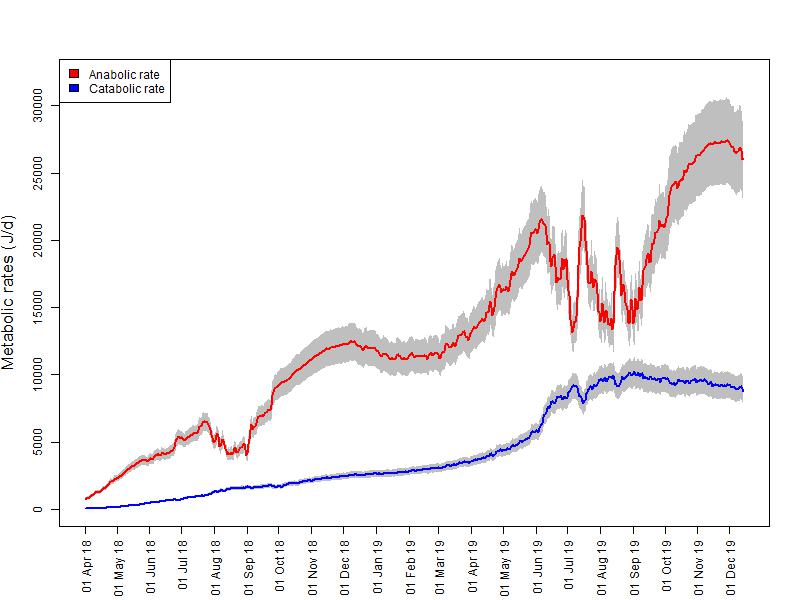 Anabolic rate
Catabolic rate
Metabolic rates (J/d)
30000
25000
20000
15000
10000
5000
0
01 Apr 18
01 May 18
01 Jun 18
01 Jul 18
01 Aug 18
01 Sep 18
01 Oct 18
01 Nov 18
01 Dec 18
01 Jan 19
01 Feb 19
01 Mar 19
01 Apr 19
01 May 19
01 Jun 19
01 Jul 19
01 Aug 19
01 Sep 19
01 Oct 19
01 Nov 19
01 Dec 19